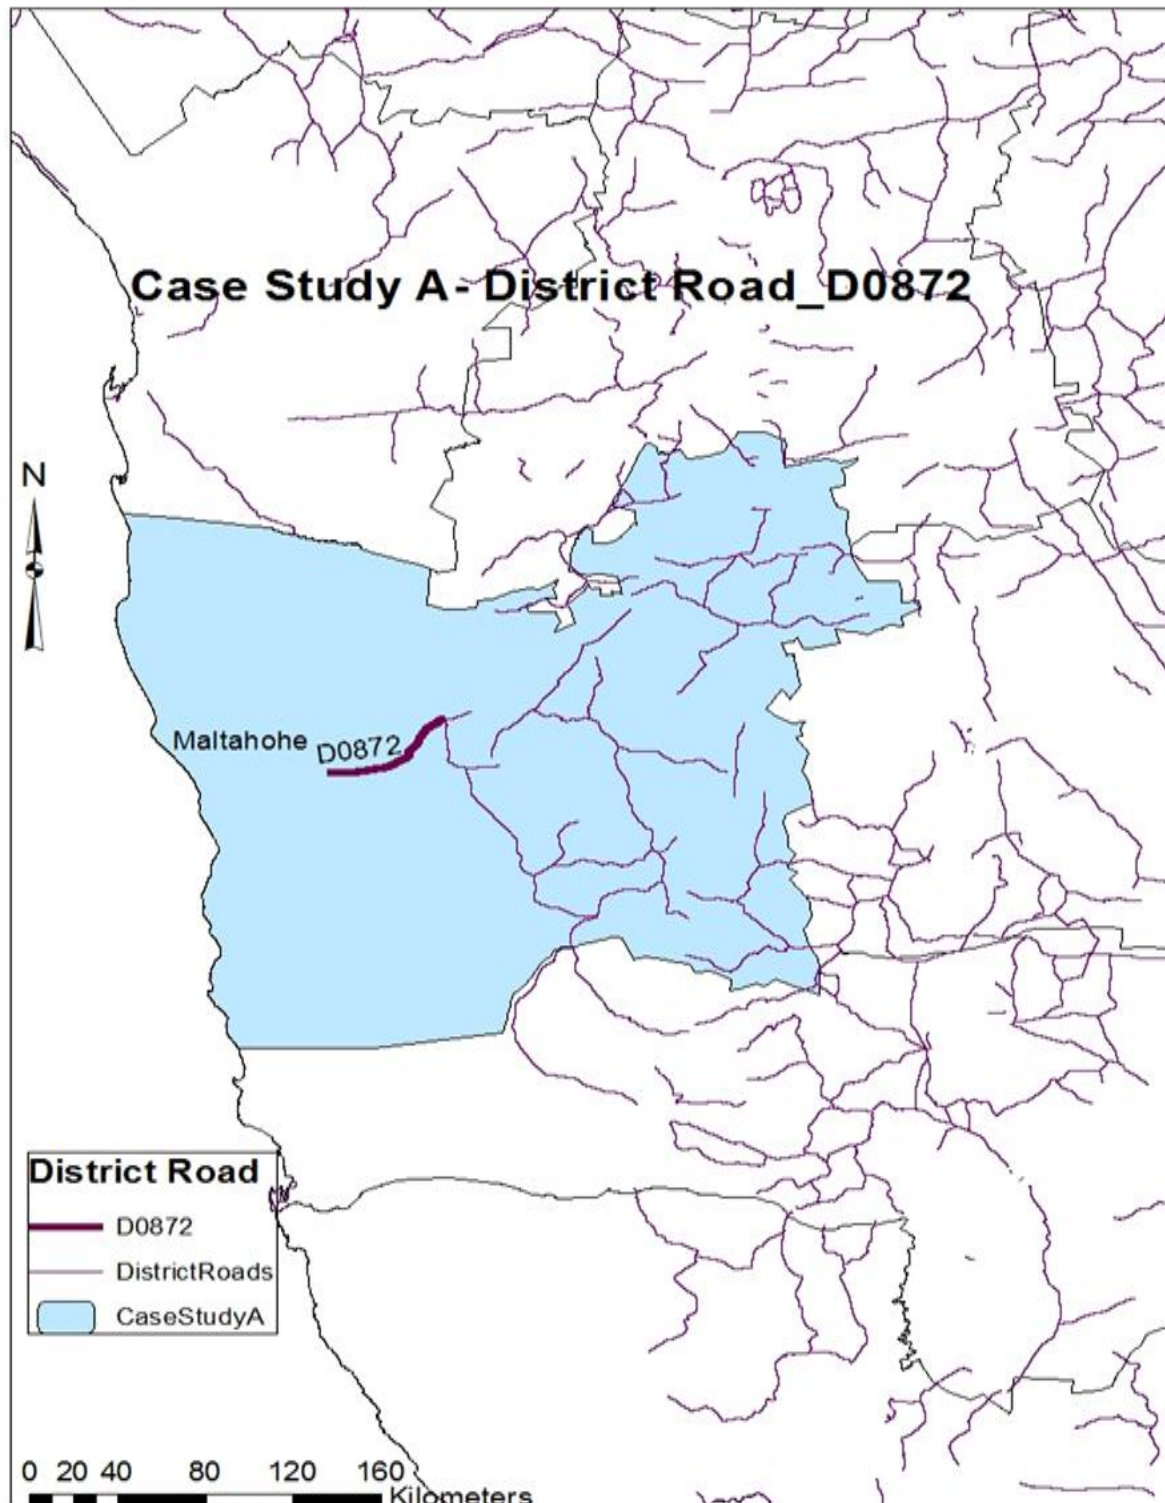 Case Study A- District Road_D0872
N
Maltahohe
D0872
District Road
D0872
DistrictRoads
CaseStudyA
0 20 40 80 120 160
Kilometers